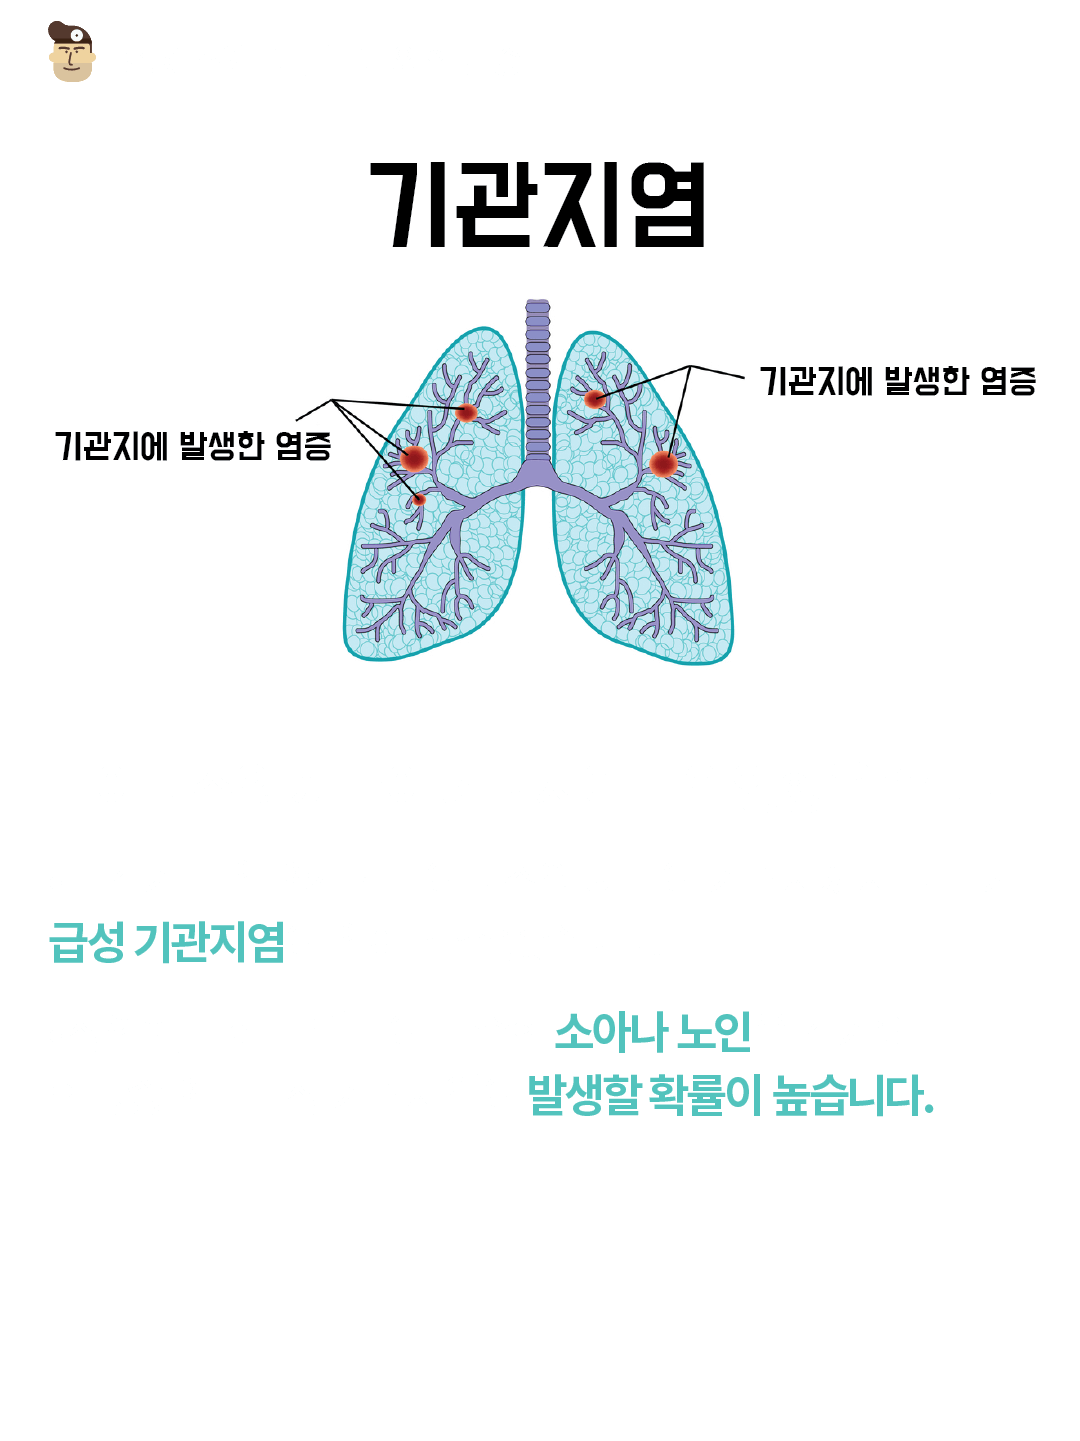 기관지염
기관지에 발생한 염증
기관지에 발생한 염증
급성 기관지염
소아나 노인
발생할 확률이 높습니다.